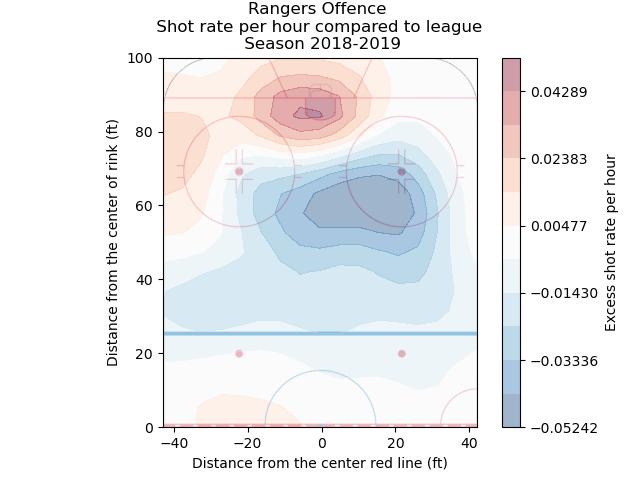 Rangers Offence
Shot rate per hour compared to league
Season 2018-2019
100
80
60
40
20
0
Distance from the center of rink (ft)
−40
−20
0
20
40
Distance from the center red line (ft)
0.04289
0.02383
0.00477
−0.01430
−0.03336
−0.05242
Excess shot rate per hour